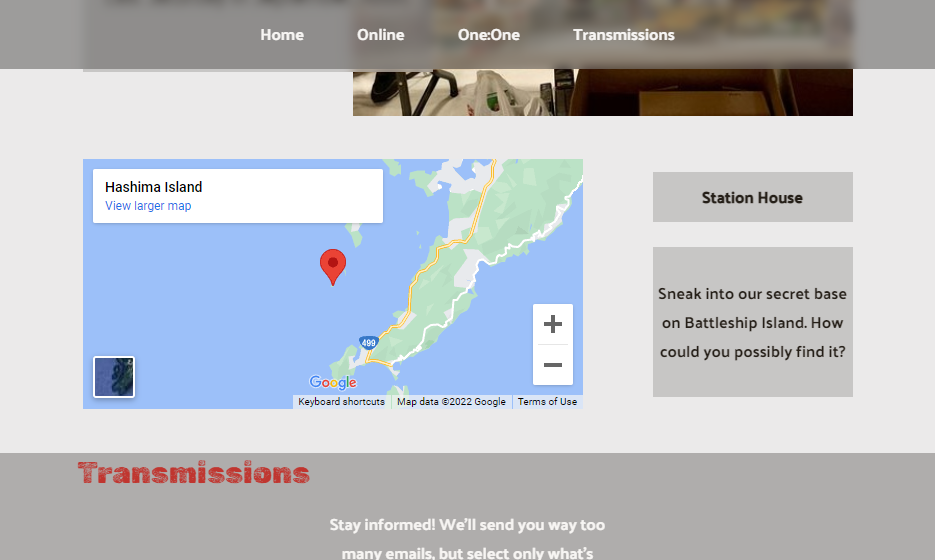 Home Online One:One Transmissions
Hashima Island
View larger map
Station House
Sneak into our secret base
on Battleship Island. How
could you possibly find it?
499
Google
Keyboard shortcuts Map data ©2022 Google Terms of Use
Transmissions
Stay informed! We'll send you way too
many emails, but select only what's